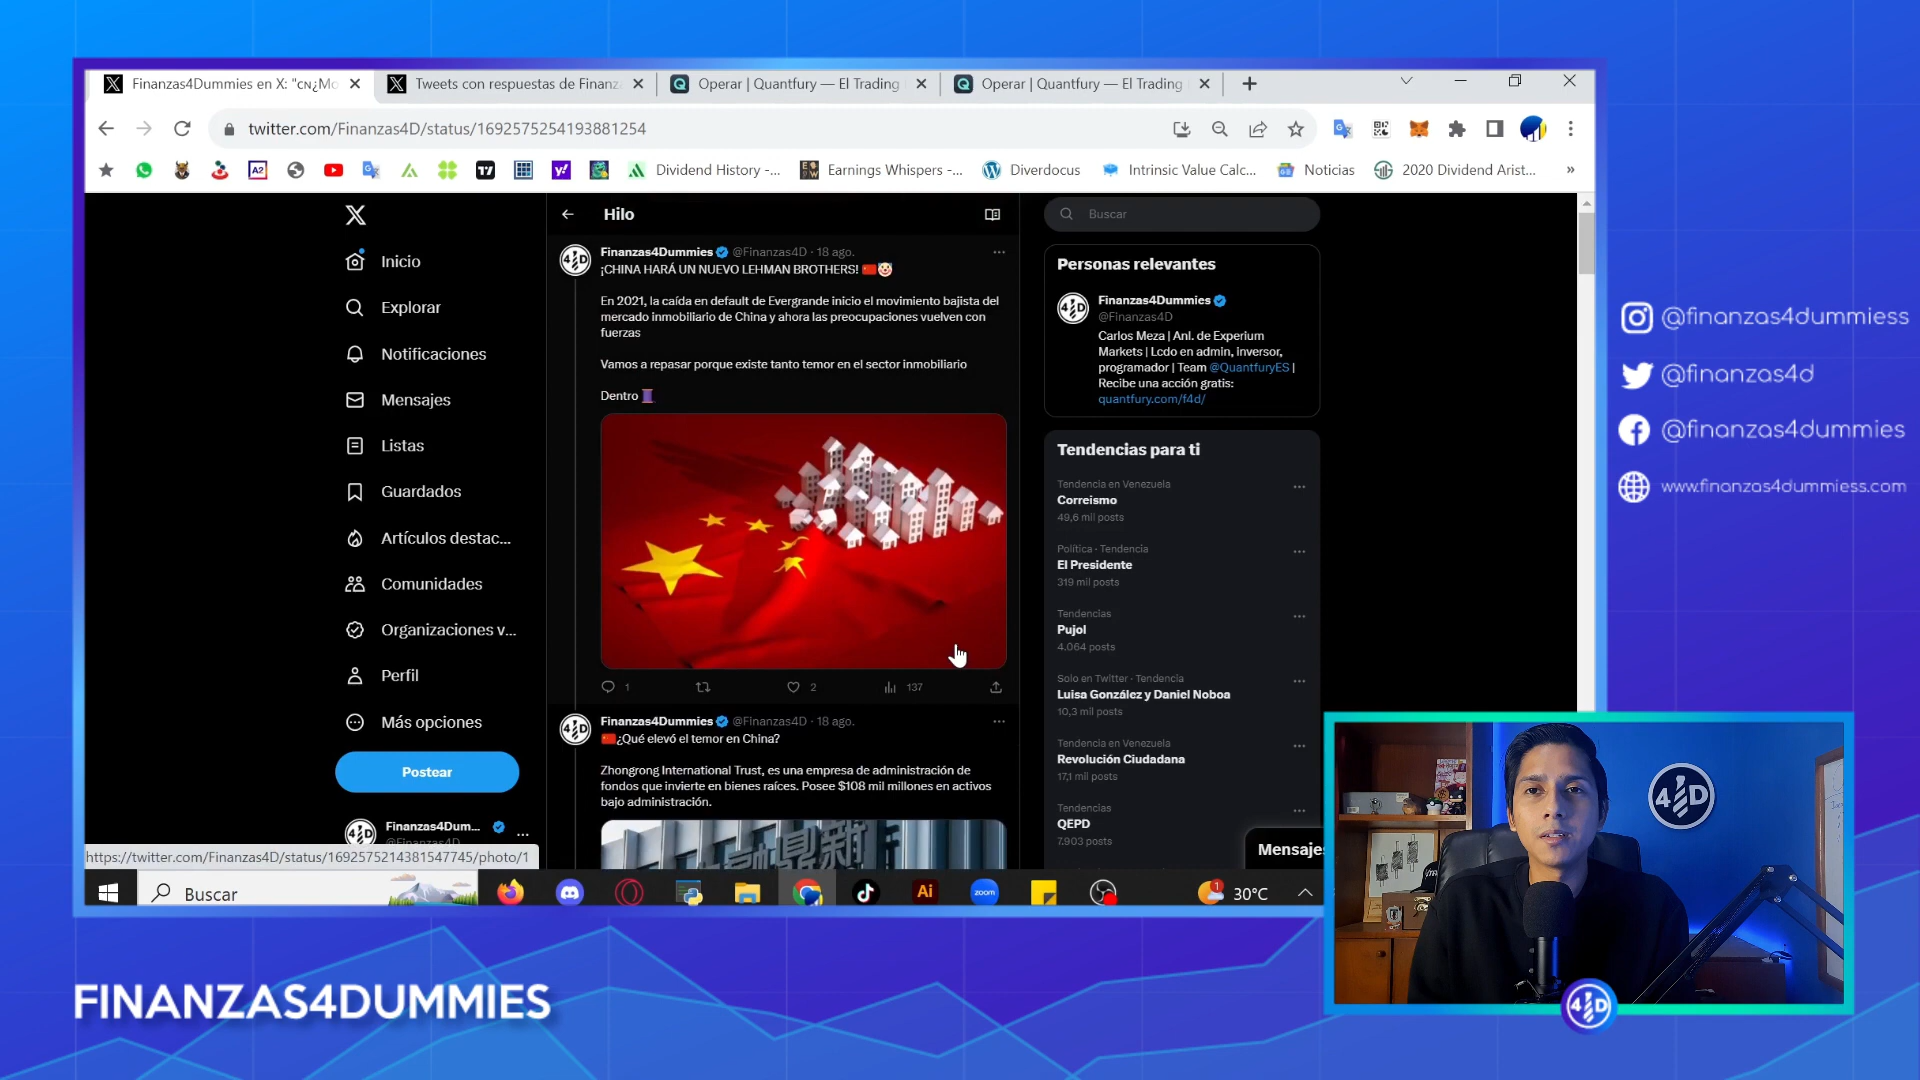 Finanzas4Dummies en X: "CN¿Mo
Tweets con respuestas de Finanz
Operar | Quantfury — El Trading
Operar | Quantfury — El Trading
twitter.com/Finanzas4D/status/1692575254193881254
A2
Dividend History -...
Earnings Whispers -...
Diverdocus
Intrinsic Value Calc...
Noticias
2020 Dividend Arist...
»
Inicio
Explorar
Notificaciones
Mensajes
Listas
Guardados
Artículos destac...
Comunidades
Organizaciones v...
Perfil
Más opciones
Postear
Finanzas4Dum...
@Finanzas4D
https://twitter.com/Finanzas4D/status/1692575214381547745/photo/1
Hilo
Finanzas4Dummies @Finanzas4D · 18 ago.
¡CHINA HARÁ UN NUEVO LEHMAN BROTHERS! 🇨🇳🤡
En 2021, la caída en default de Evergrande inicio el movimiento bajista del
mercado inmobiliario de China y ahora las preocupaciones vuelven con
fuerzas
Vamos a repasar porque existe tanto temor en el sector inmobiliario
Dentro 🧵
1
2
137
Finanzas4Dummies @Finanzas4D · 18 ago.
🇨🇳¿Qué elevó el temor en China?
Zhongrong International Trust, es una empresa de administración de
fondos que invierte en bienes raíces. Posee $108 mil millones en activos
bajo administración.
Buscar
Personas relevantes
Finanzas4Dummies
@Finanzas4D
Carlos Meza | Anl. de Experium
Markets | Lcdo en admin, inversor,
programador | Team @QuantfuryES |
Recibe una acción gratis:
quantfury.com/f4d/
Tendencias para ti
Tendencia en Venezuela
Correismo
49,6 mil posts
Política · Tendencia
El Presidente
319 mil posts
Tendencias
Pujol
4.064 posts
Solo en Twitter · Tendencia
Luisa González y Daniel Noboa
10,3 mil posts
Tendencia en Venezuela
Revolución Ciudadana
17,1 mil posts
Tendencias
QEPD
7.903 posts
Mensajes
Buscar
Ai
zoom
1
30°C
@finanzas4dummiess
@finanzas4d
@finanzas4dummies
www.finanzas4dummiess.com
4D
4D
FINANZAS4DUMMIES